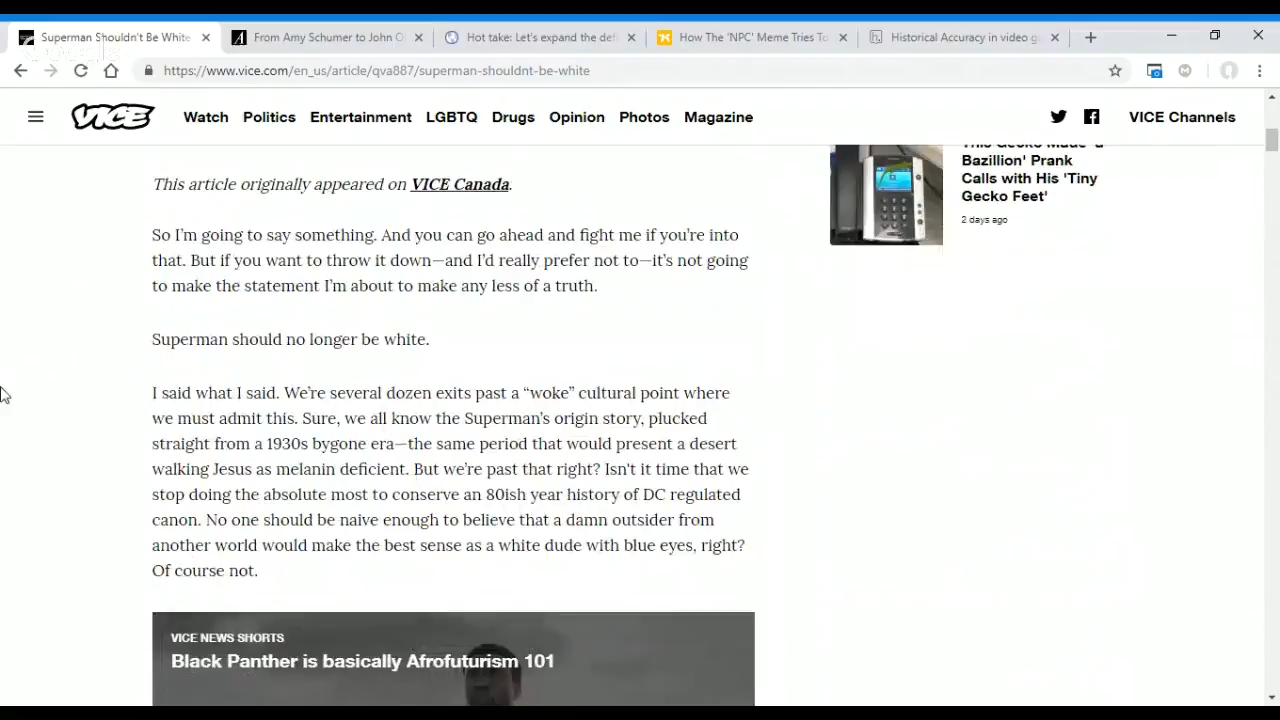 Superman Shouldn't Be White
From Amy Schumer to John O
Hot take: Let's expand the defi
How The 'NPC' Meme Tries To
Historical Accuracy in video g
https://www.vice.com/en_us/article/qva887/superman-shouldnt-be-white
VICE
Watch Politics Entertainment LGBTQ Drugs Opinion Photos Magazine
VICE Channels
This Gecko Made 'a
Bazillion' Prank
Calls with His 'Tiny
Gecko Feet'
2 days ago
This article originally appeared on VICE Canada.
So I'm going to say something. And you can go ahead and fight me if you're into
that. But if you want to throw it down—and I'd really prefer not to—it's not going
to make the statement I'm about to make any less of a truth.
Superman should no longer be white.
I said what I said. We're several dozen exits past a “woke” cultural point where
we must admit this. Sure, we all know the Superman's origin story, plucked
straight from a 1930s bygone era—the same period that would present a desert
walking Jesus as melanin deficient. But we're past that right? Isn't it time that we
stop doing the absolute most to conserve an 80ish year history of DC regulated
canon. No one should be naive enough to believe that a damn outsider from
another world would make the best sense as a white dude with blue eyes, right?
Of course not.
VICE NEWS SHORTS
Black Panther is basically Afrofuturism 101